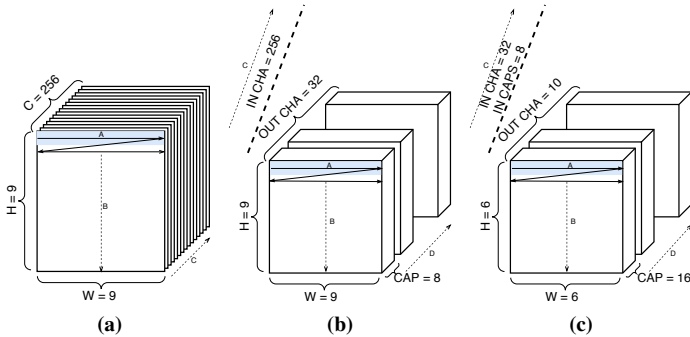 C = 256
A
H = 9
B
C
W = 9
(a)
C
IN CHA = 256
OUT CHA = 32
A
H = 9
B
D
CAP = 8
W = 9
(b)
C
IN CHA = 32
IN CAPS = 8
OUT CHA = 10
A
H = 6
B
D
CAP = 16
W = 6
(c)